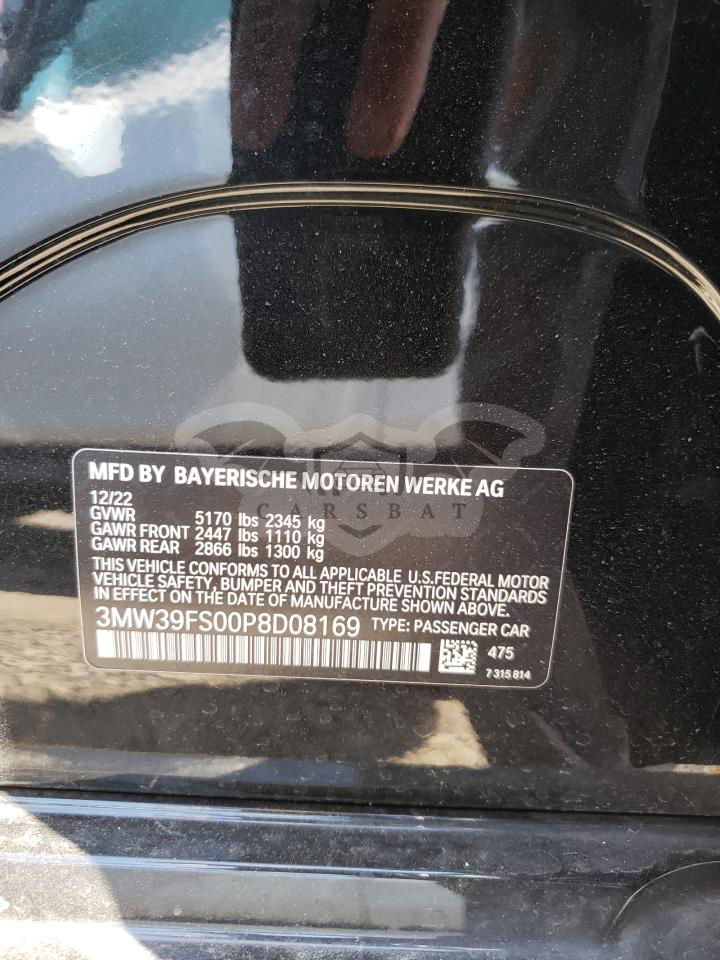 MFD BY BAYERISCHE MOTOREN WERKE AG
12/22
GVWR 5170 lbs 2345 kg
GAWR FRONT 2447 lbs 1110 kg
GAWR REAR 2866 lbs 1300 kg
THIS VEHICLE CONFORMS TO ALL APPLICABLE U.S.FEDERAL MOTOR
VEHICLE SAFETY, BUMPER AND THEFT PREVENTION STANDARDS
IN EFFECT ON THE DATE OF MANUFACTURE SHOWN ABOVE.
3MW39FS00P8D08169 TYPE: PASSENGER CAR
475
7 315 814
CARSBAT